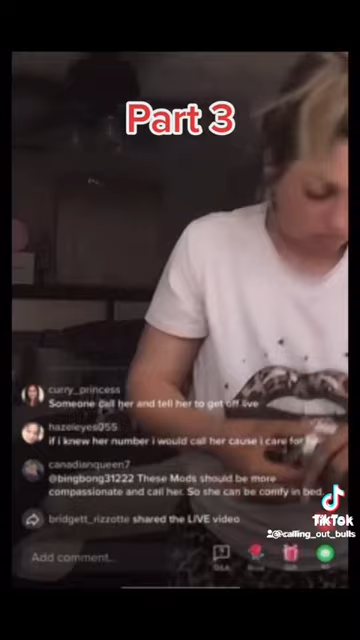 Part 3
curry_princess
Someone call her and tell her to get off live
hazeleyes055
if i knew her number i would call her cause i care for
canadianqueen7
@bingbong31222 These Mods should be more
compassionate and call her. So she can be comfy in bed
bridgett_rizzotte shared the LIVE video
Add comment...
Q&A
Rose
Gift
TikTok
@calling_out_bulls